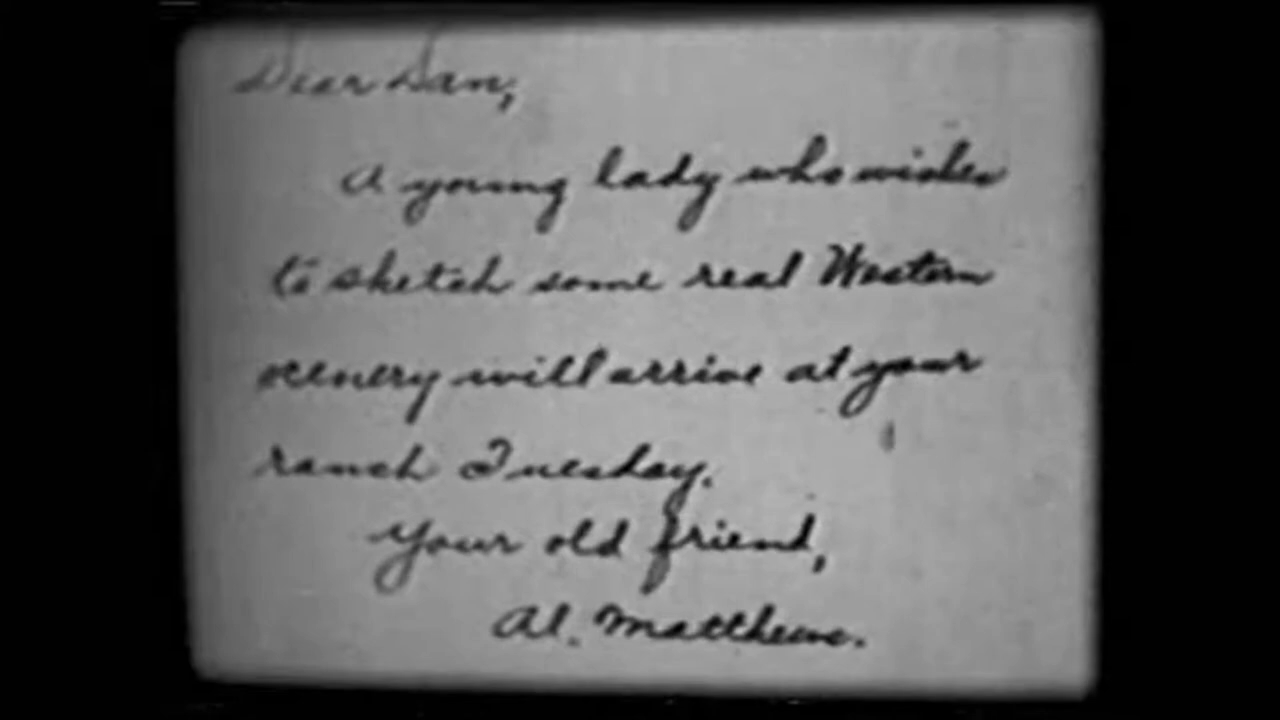 Dear Dan,
A young lady who wishes
to sketch some real Western
scenery will arrive at your
ranch Tuesday.
Your old friend,
Al. Matthews.